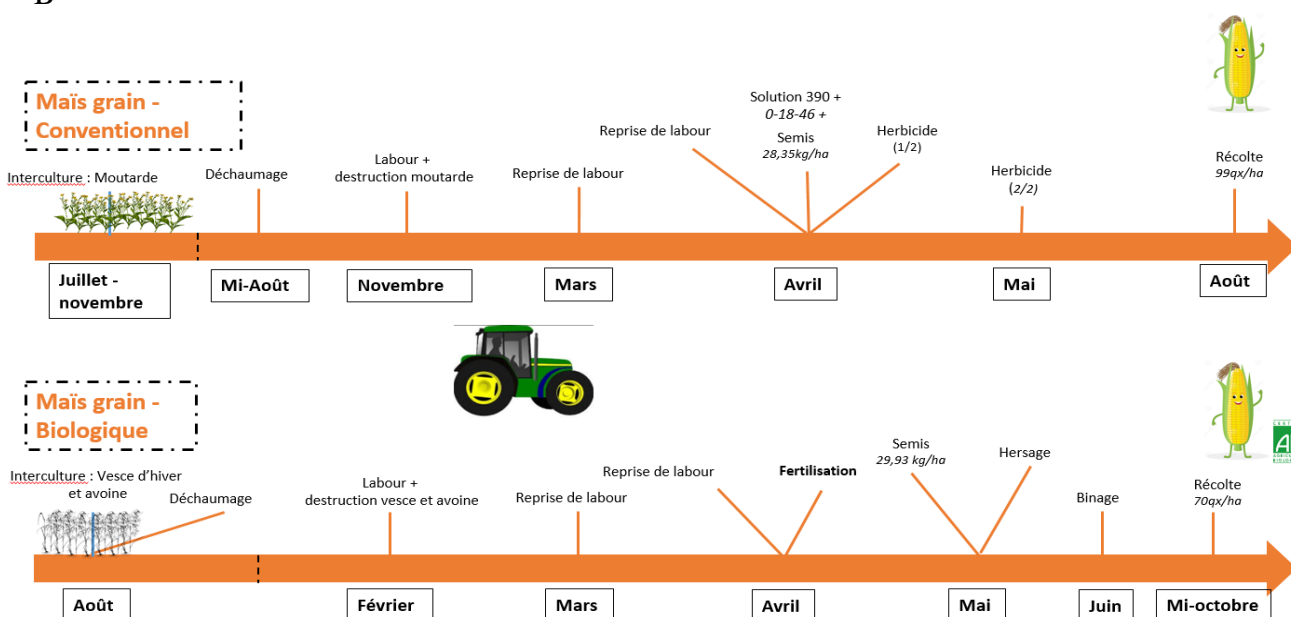 Maïs grain -
Conventionnel
Interculture : Moutarde
Déchaumage
Labour +
destruction moutarde
Reprise de labour
Reprise de labour
Solution 390 +
0-18-46 +
Semis
28,35kg/ha
Herbicide
(1/2)
Herbicide
(2/2)
Récolte
99qx/ha
Juillet -
novembre
Mi-Août
Novembre
Mars
Avril
Mai
Août
Maïs grain -
Biologique
Interculture : Vesce d'hiver
et avoine
Déchaumage
Labour +
destruction vesce et avoine
Reprise de labour
Reprise de labour
Fertilisation
Semis
29,93 kg/ha
Hersage
Binage
Récolte
70qx/ha
Août
Février
Mars
Avril
Mai
Juin
Mi-octobre